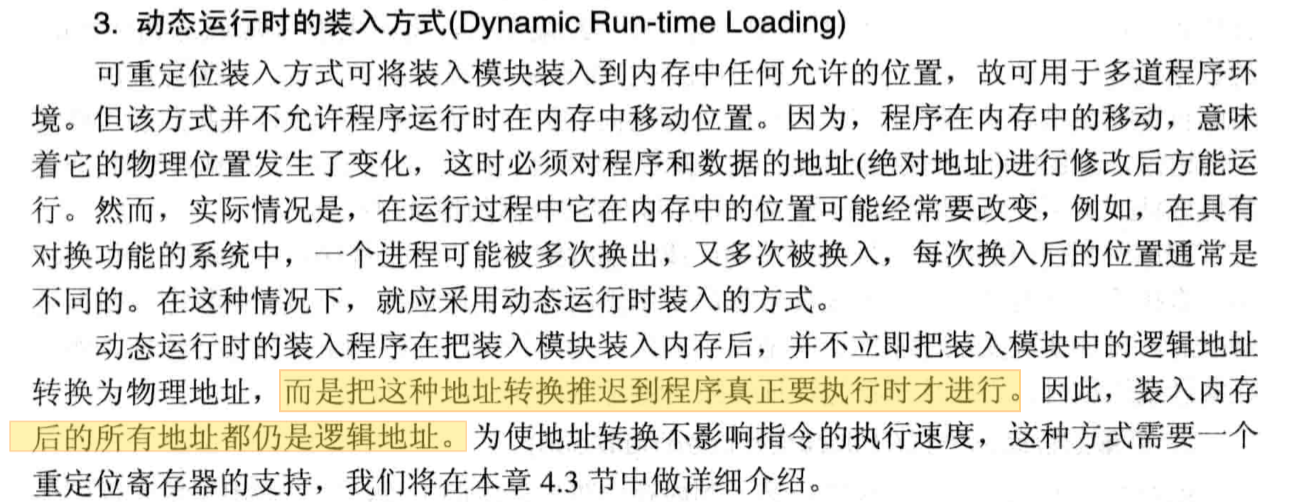 3. 动态运行时的装入方式(Dynamic Run-time Loading)
可重定位装入方式可将装入模块装入到内存中任何允许的位置，故可用于多道程序环
境。但该方式并不允许程序运行时在内存中移动位置。因为，程序在内存中的移动，意味
着它的物理位置发生了变化，这时必须对程序和数据的地址(绝对地址)进行修改后方能运
行。然而，实际情况是，在运行过程中它在内存中的位置可能经常要改变，例如，在具有
对换功能的系统中，一个进程可能被多次换出，又多次被换入，每次换入后的位置通常是
不同的。在这种情况下，就应采用动态运行时装入的方式。
动态运行时的装入程序在把装入模块装入内存后，并不立即把装入模块中的逻辑地址
转换为物理地址，而是把这种地址转换推迟到程序真正要执行时才进行。因此，装入内存
后的所有地址都仍是逻辑地址。为使地址转换不影响指令的执行速度，这种方式需要一个
重定位寄存器的支持，我们将在本章 4.3 节中做详细介绍。